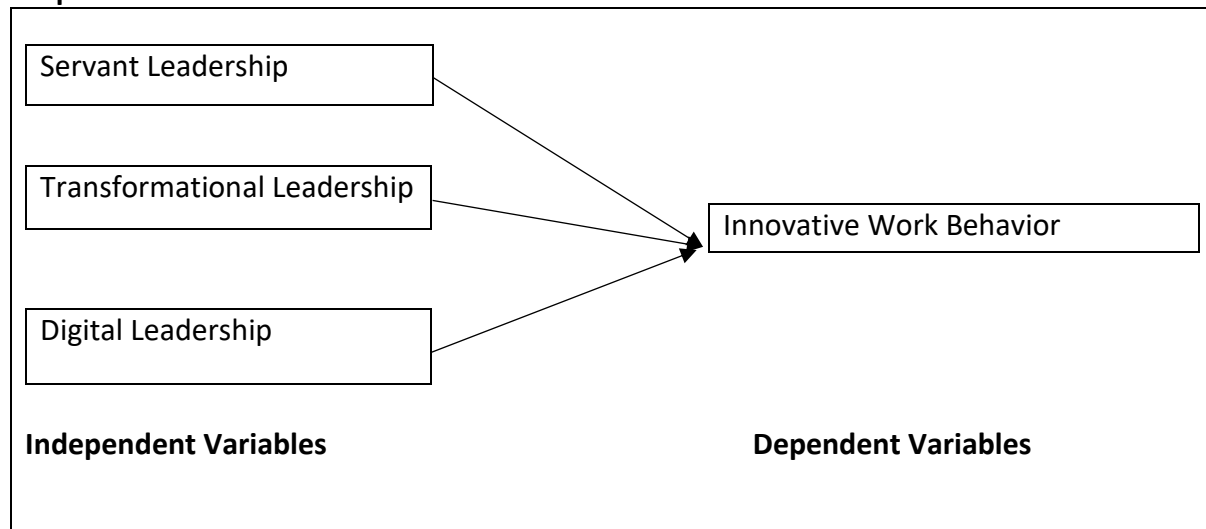 Servant Leadership
Transformational Leadership
Innovative Work Behavior
Digital Leadership
Independent Variables
Dependent Variables